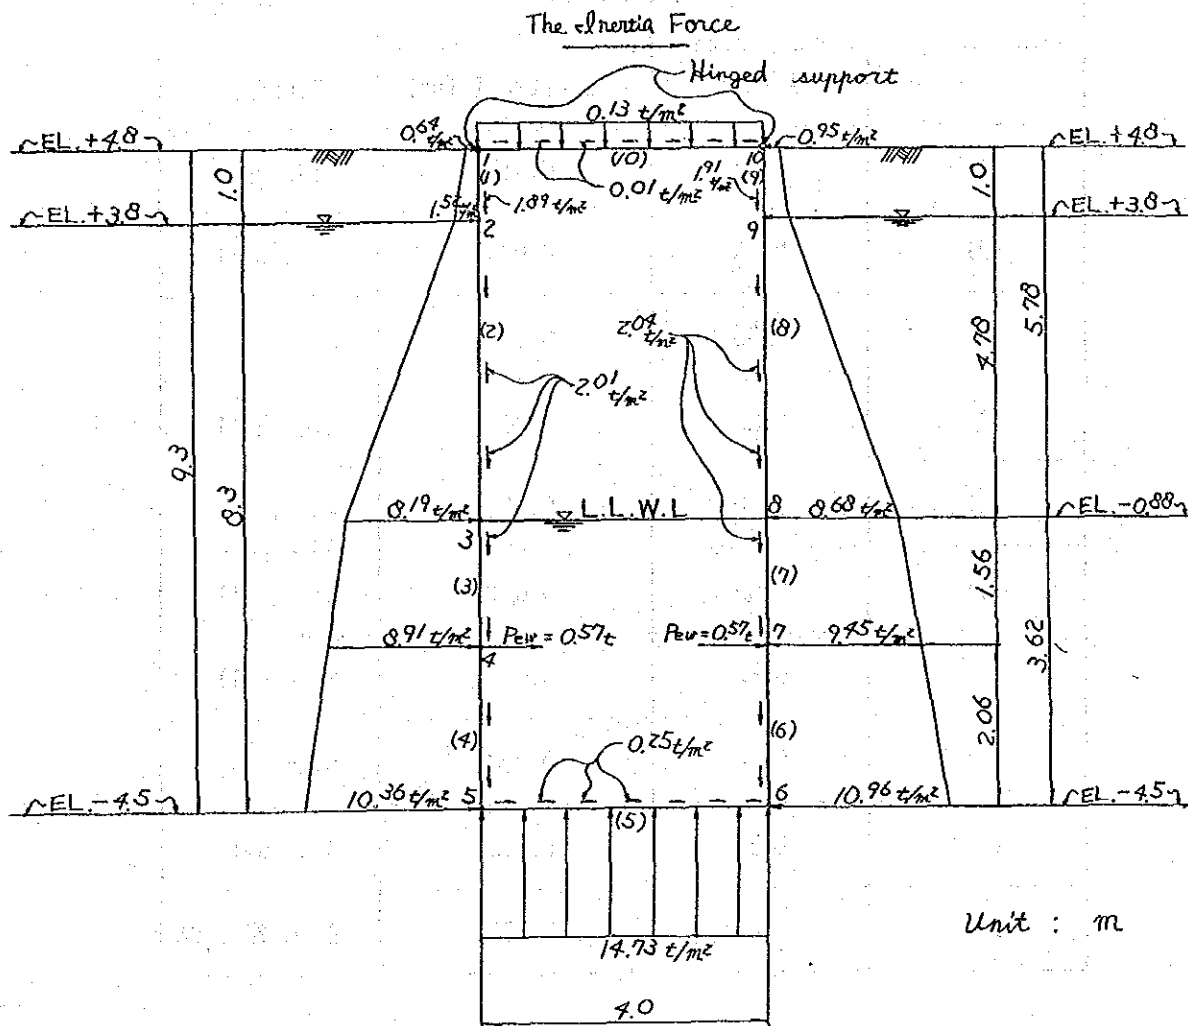 The Inertia Force
Hinged support
0.13 t/m²
EL.+4.8
0.64 t/m²
0.95 t/m²
EL.+4.8
1
(10)
10
(1)
1.91 t/m²
(9)
0.01 t/m²
1.0
1.0
1.89 t/m²
EL.+3.8
EL.+3.8
2
9
(2)
2.04 t/m²
(8)
4.78
5.78
2.01 t/m²
9.3
8.3
8.19 t/m²
L.L.W.L
8
8.68 t/m²
EL.-0.88
3
(3)
(7)
1.56
8.91 t/m²
Pew = 0.57t
Pew = 0.57t
7
9.45 t/m²
4
3.62
2.06
(4)
0.25 t/m²
(6)
EL.-4.5
10.36 t/m²
5
6
10.96 t/m²
EL.-4.5
(5)
14.73 t/m²
Unit : m
4.0